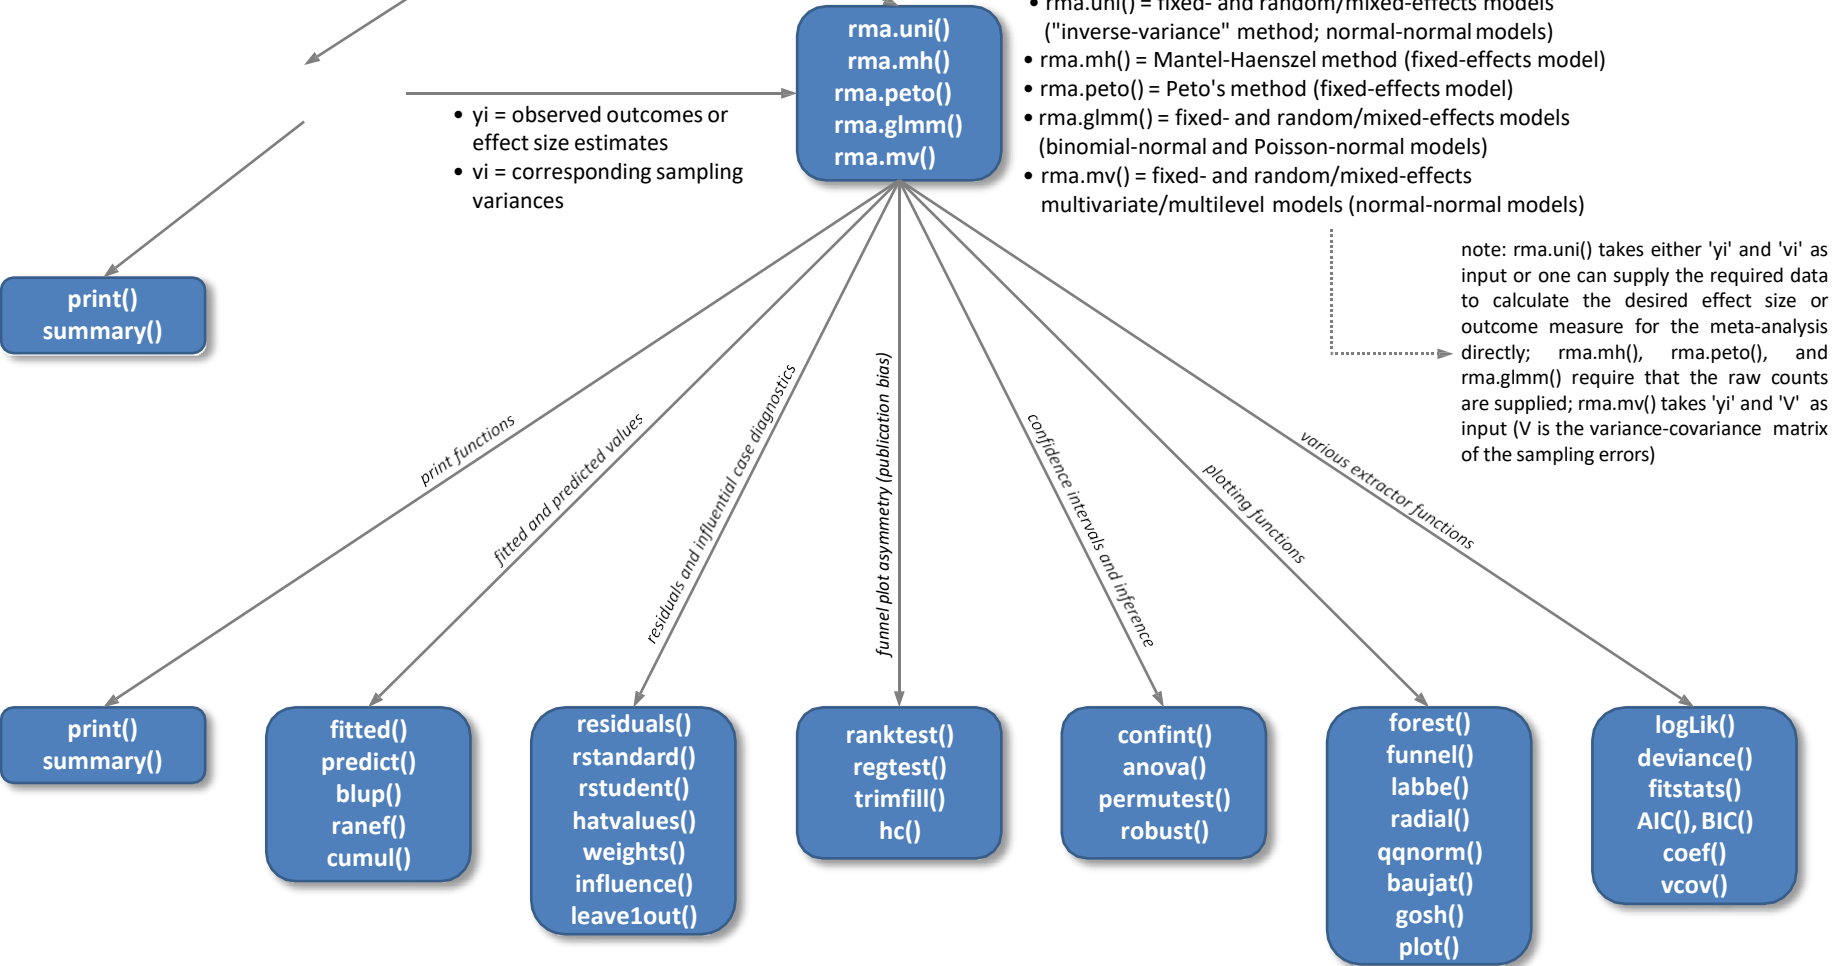 • rma.uni() = fixed- and random/mixed-effects models
("inverse-variance" method; normal-normal models)
• rma.mh() = Mantel-Haenszel method (fixed-effects model)
• rma.peto() = Peto's method (fixed-effects model)
• rma.glmm() = fixed- and random/mixed-effects models
(binomial-normal and Poisson-normal models)
• rma.mv() = fixed- and random/mixed-effects
multivariate/multilevel models (normal-normal models)
rma.uni()
rma.mh()
rma.peto()
rma.glmm()
rma.mv()
• yi = observed outcomes or
effect size estimates
• vi = corresponding sampling
variances
note: rma.uni() takes either 'yi' and 'vi' as
input or one can supply the required data
to calculate the desired effect size or
outcome measure for the meta-analysis
directly; rma.mh(), rma.peto(), and
rma.glmm() require that the raw counts
are supplied; rma.mv() takes 'yi' and 'V' as
input (V is the variance-covariance matrix
of the sampling errors)
print()
summary()
print functions
fitted and predicted values
residuals and influential case diagnostics
funnel plot asymmetry (publication bias)
confidence intervals and inference
plotting functions
various extractor functions
print()
summary()
fitted()
predict()
blup()
ranef()
cumul()
residuals()
rstandard()
rstudent()
hatvalues()
weights()
influence()
leave1out()
ranktest()
regtest()
trimfill()
hc()
confint()
anova()
permutest()
robust()
forest()
funnel()
labbe()
radial()
qqnorm()
baujat()
gosh()
plot()
logLik()
deviance()
fitstats()
AIC(), BIC()
coef()
vcov()